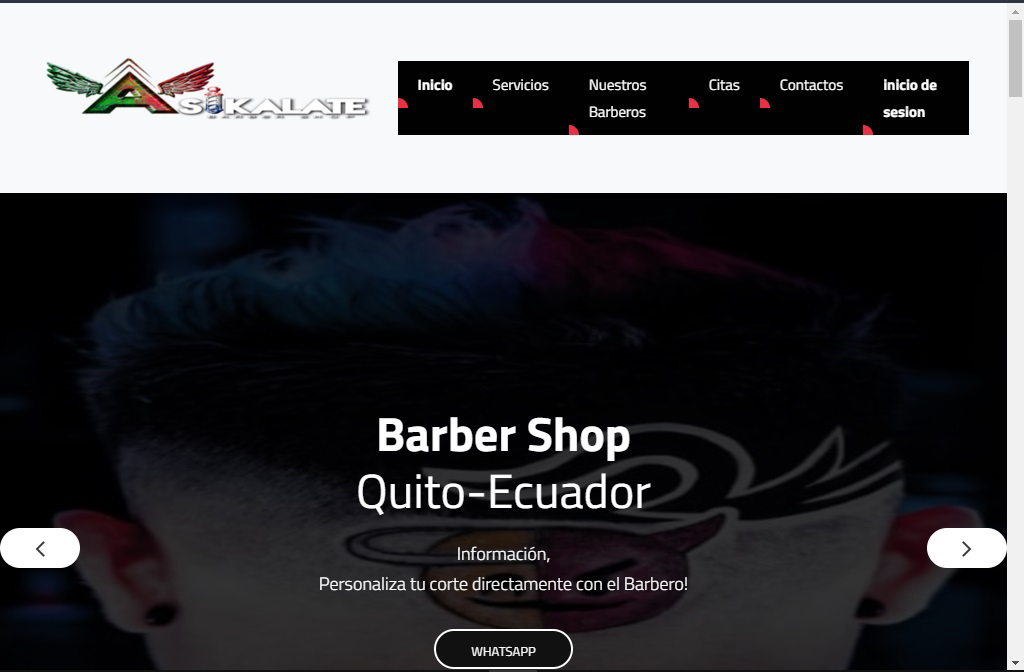 ASIKALATE
BARBER SHOP
Inicio
Servicios
Nuestros
Barberos
Citas
Contactos
Inicio de
sesion
Barber Shop
Quito-Ecuador
Información,
Personaliza tu corte directamente con el Barbero!
WHATSAPP